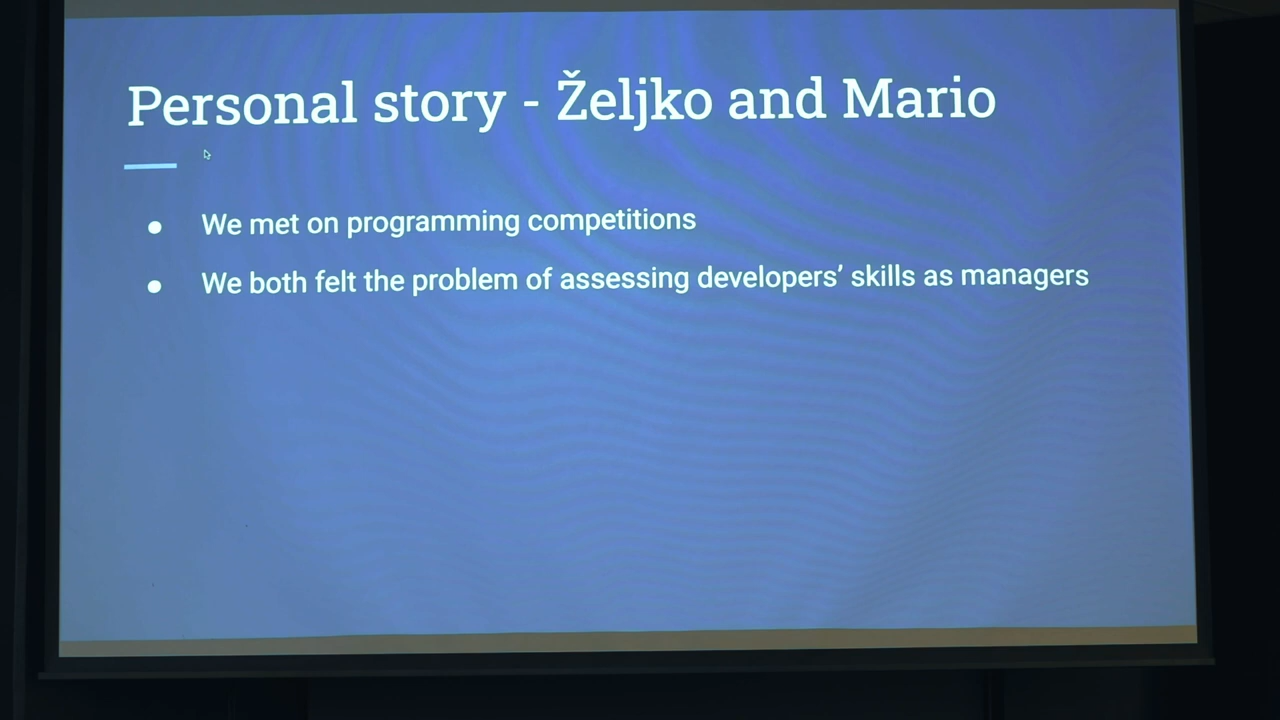 Personal story - Željko and Mario
● We met on programming competitions
● We both felt the problem of assessing developers’ skills as managers